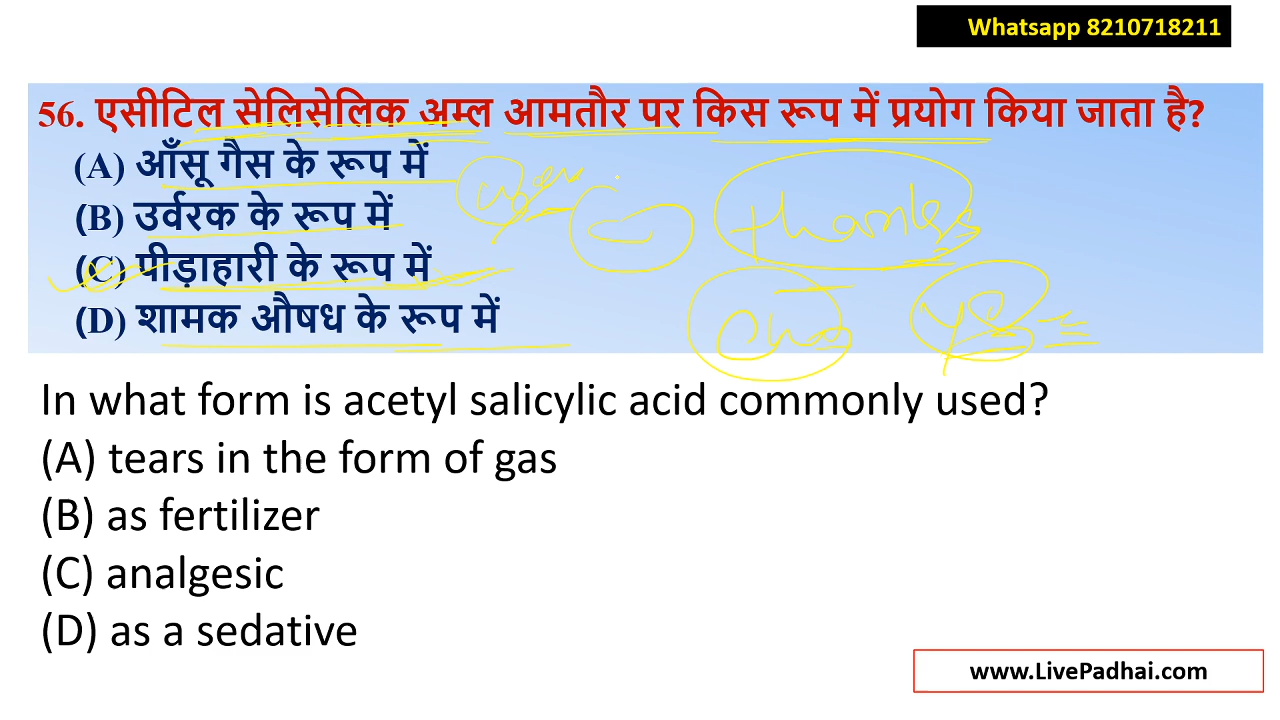 Whatsapp 8210718211
56. एसीटिल सेलिसेलिक अम्ल आमतौर पर किस रूप में प्रयोग किया जाता है?
(A) आँसू गैस के रूप में
(B) उर्वरक के रूप में
thanks
(C) पीड़ाहारी के रूप में
(D) शामक औषध के रूप में
In what form is acetyl salicylic acid commonly used?
(A) tears in the form of gas
(B) as fertilizer
(C) analgesic
(D) as a sedative
www.LivePadhai.com